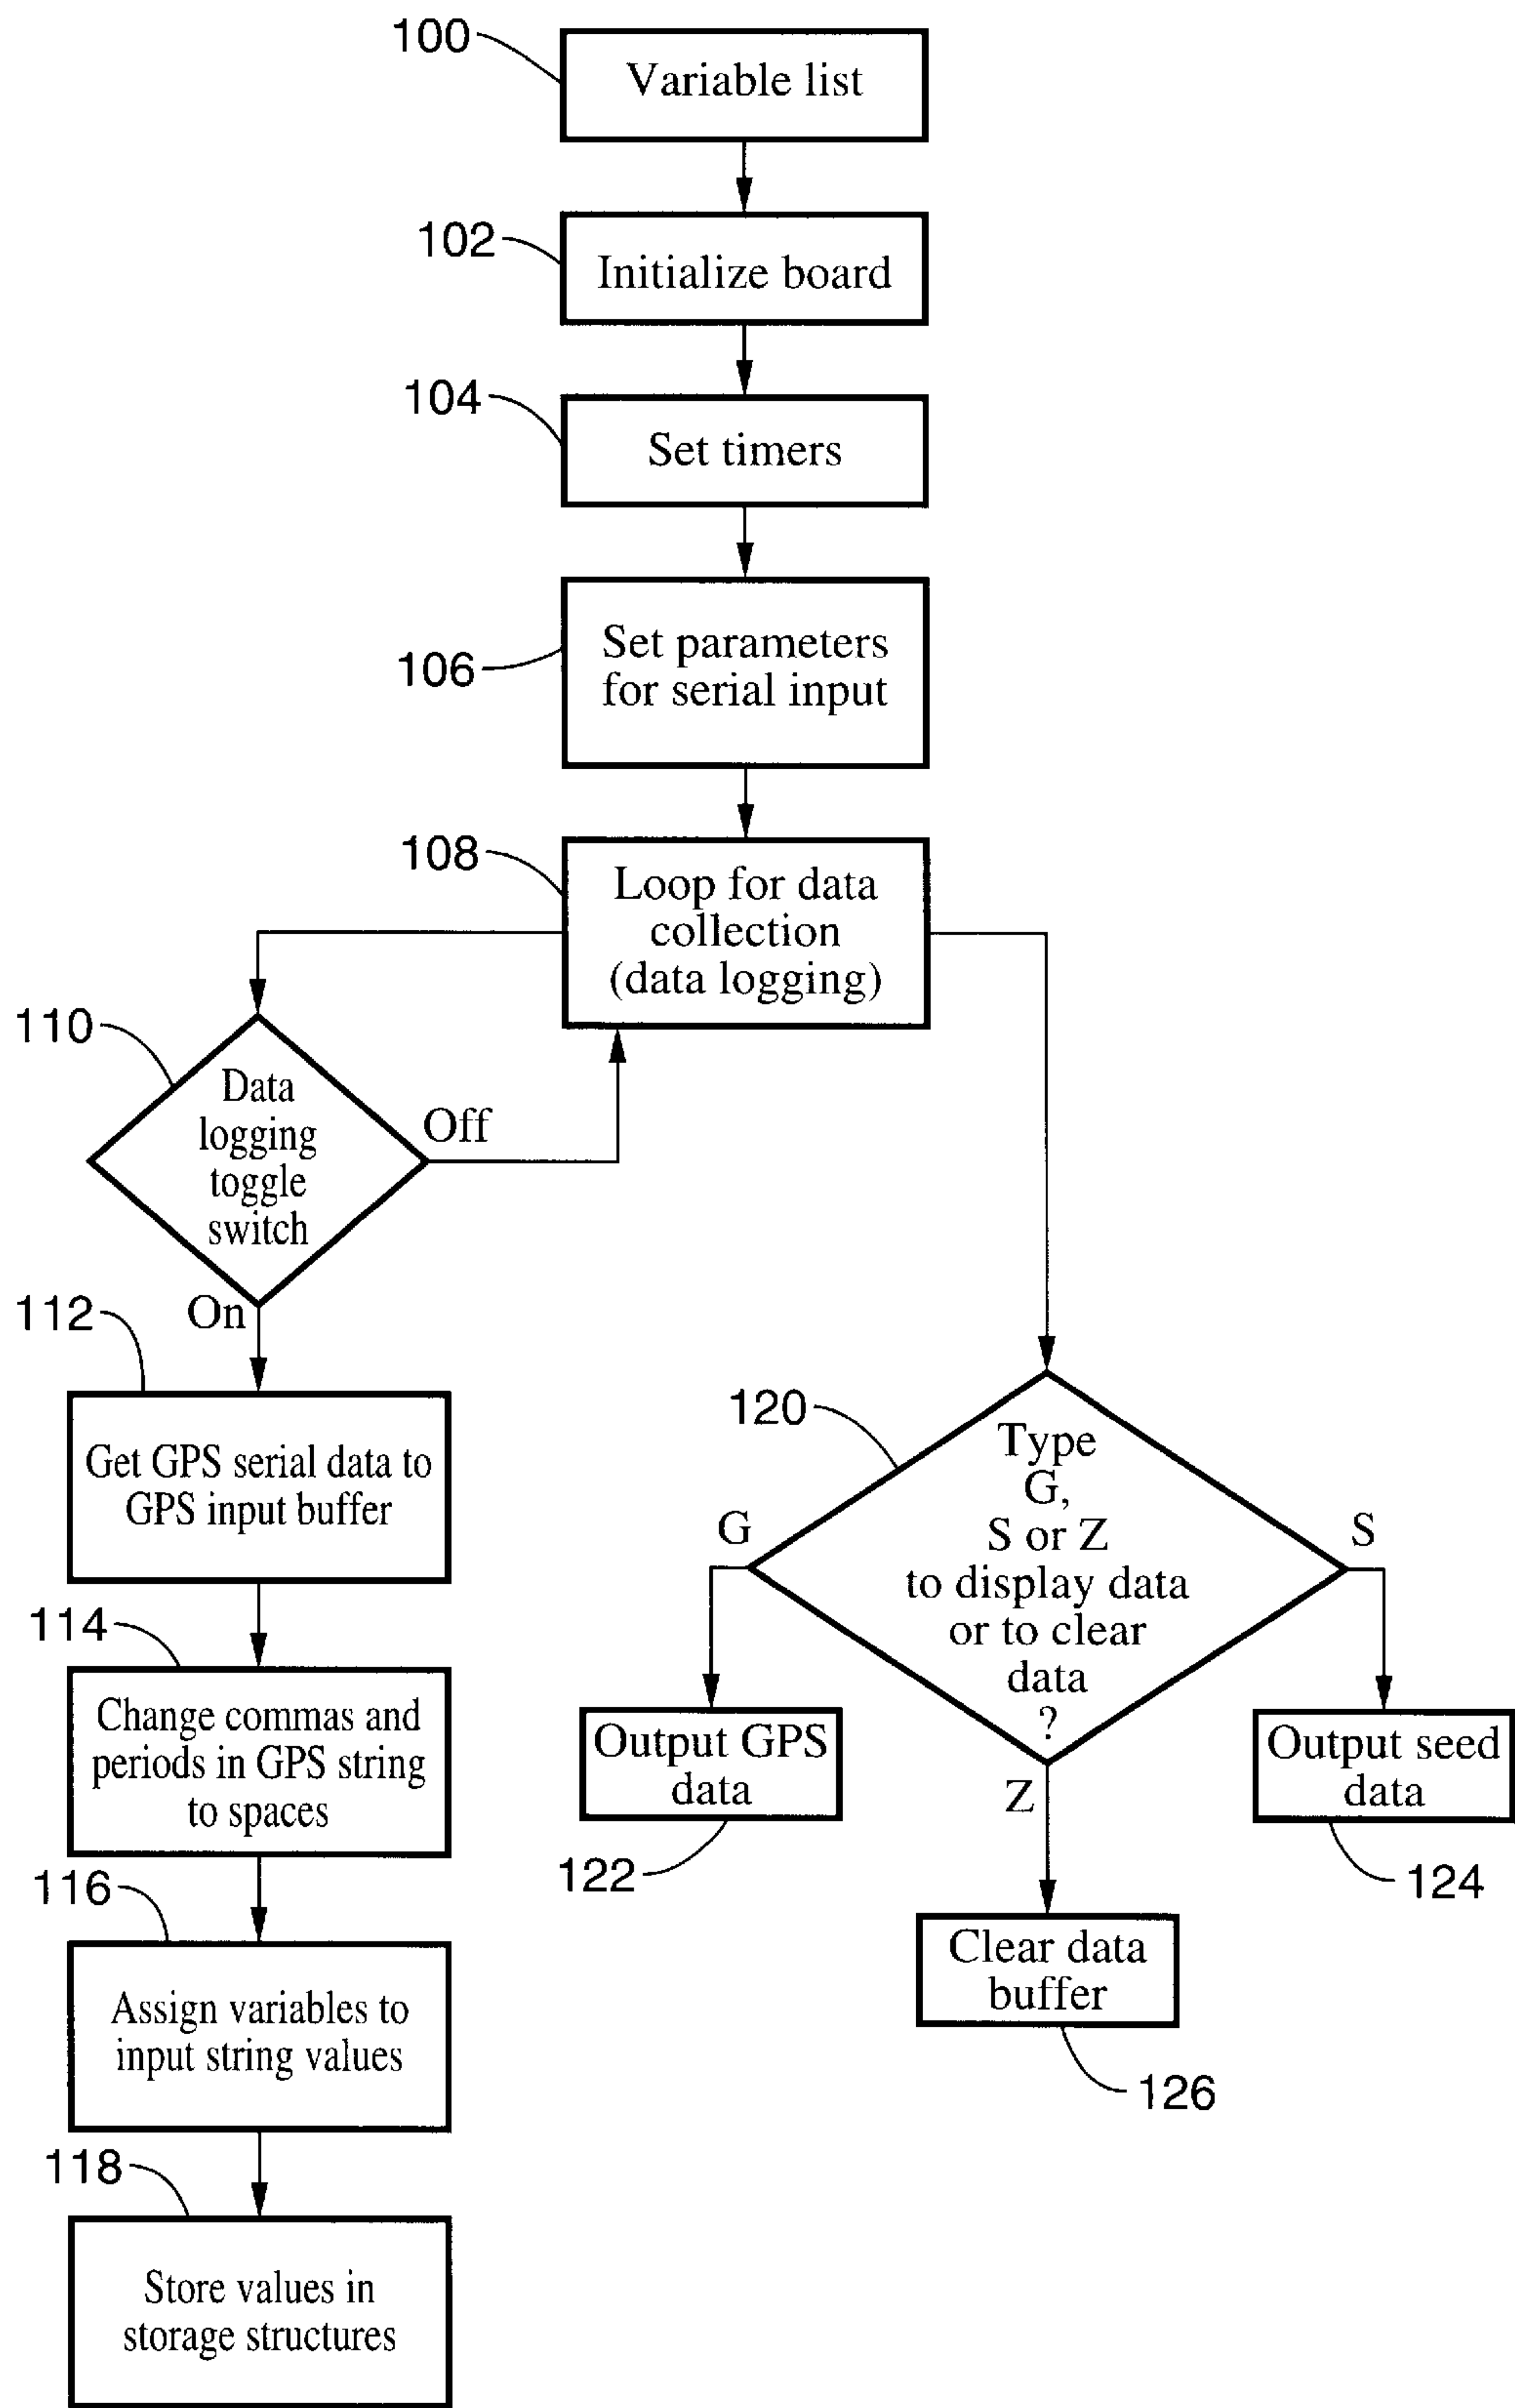 100
Variable list
102
Initialize board
104
Set timers
106
Set parameters
for serial input
108
Loop for data
collection
(data logging)
110
Data
logging
toggle
switch
Off
On
112
Get GPS serial data to
GPS input buffer
114
Change commas and
periods in GPS string
to spaces
116
Assign variables to
input string values
118
Store values in
storage structures
120
Type
G,
S or Z
to display data
or to clear
data
?
G
S
Z
Output GPS
data
122
Output seed
data
124
Clear data
buffer
126